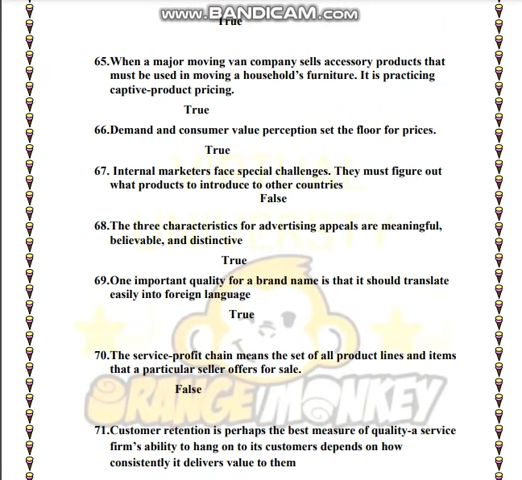 www.BANDICAM.com
True
65.When a major moving van company sells accessory products that
must be used in moving a household's furniture. It is practicing
captive-product pricing.
True
66.Demand and consumer value perception set the floor for prices.
True
67. Internal marketers face special challenges. They must figure out
what products to introduce to other countries
False
68.The three characteristics for advertising appeals are meaningful,
believable, and distinctive
True
69.One important quality for a brand name is that it should translate
easily into foreign language
True
70.The service-profit chain means the set of all product lines and items
that a particular seller offers for sale.
False
ORANGE MONKEY
71.Customer retention is perhaps the best measure of quality-a service
firm's ability to hang on to its customers depends on how
consistently it delivers value to them